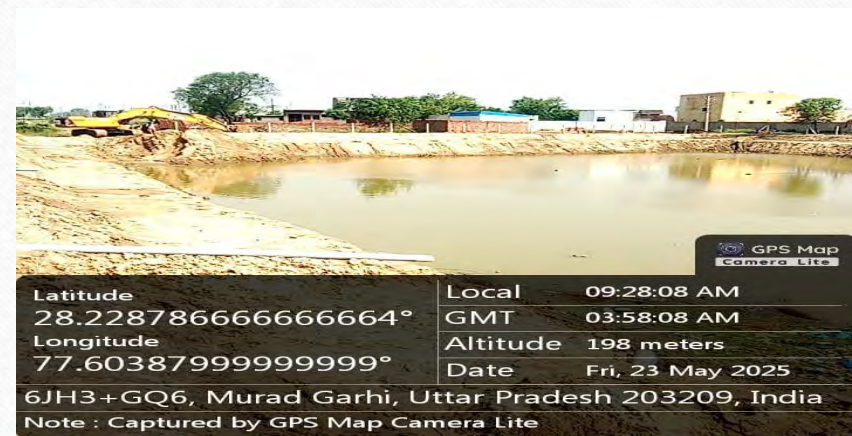 GPS Map
Camera Lite
Latitude
28.228786666666664°
Longitude
77.60387999999999°
Local 09:28:08 AM
GMT 03:58:08 AM
Altitude 198 meters
Date Fri, 23 May 2025
6JH3+GQ6, Murad Garhi, Uttar Pradesh 203209, India
Note : Captured by GPS Map Camera Lite